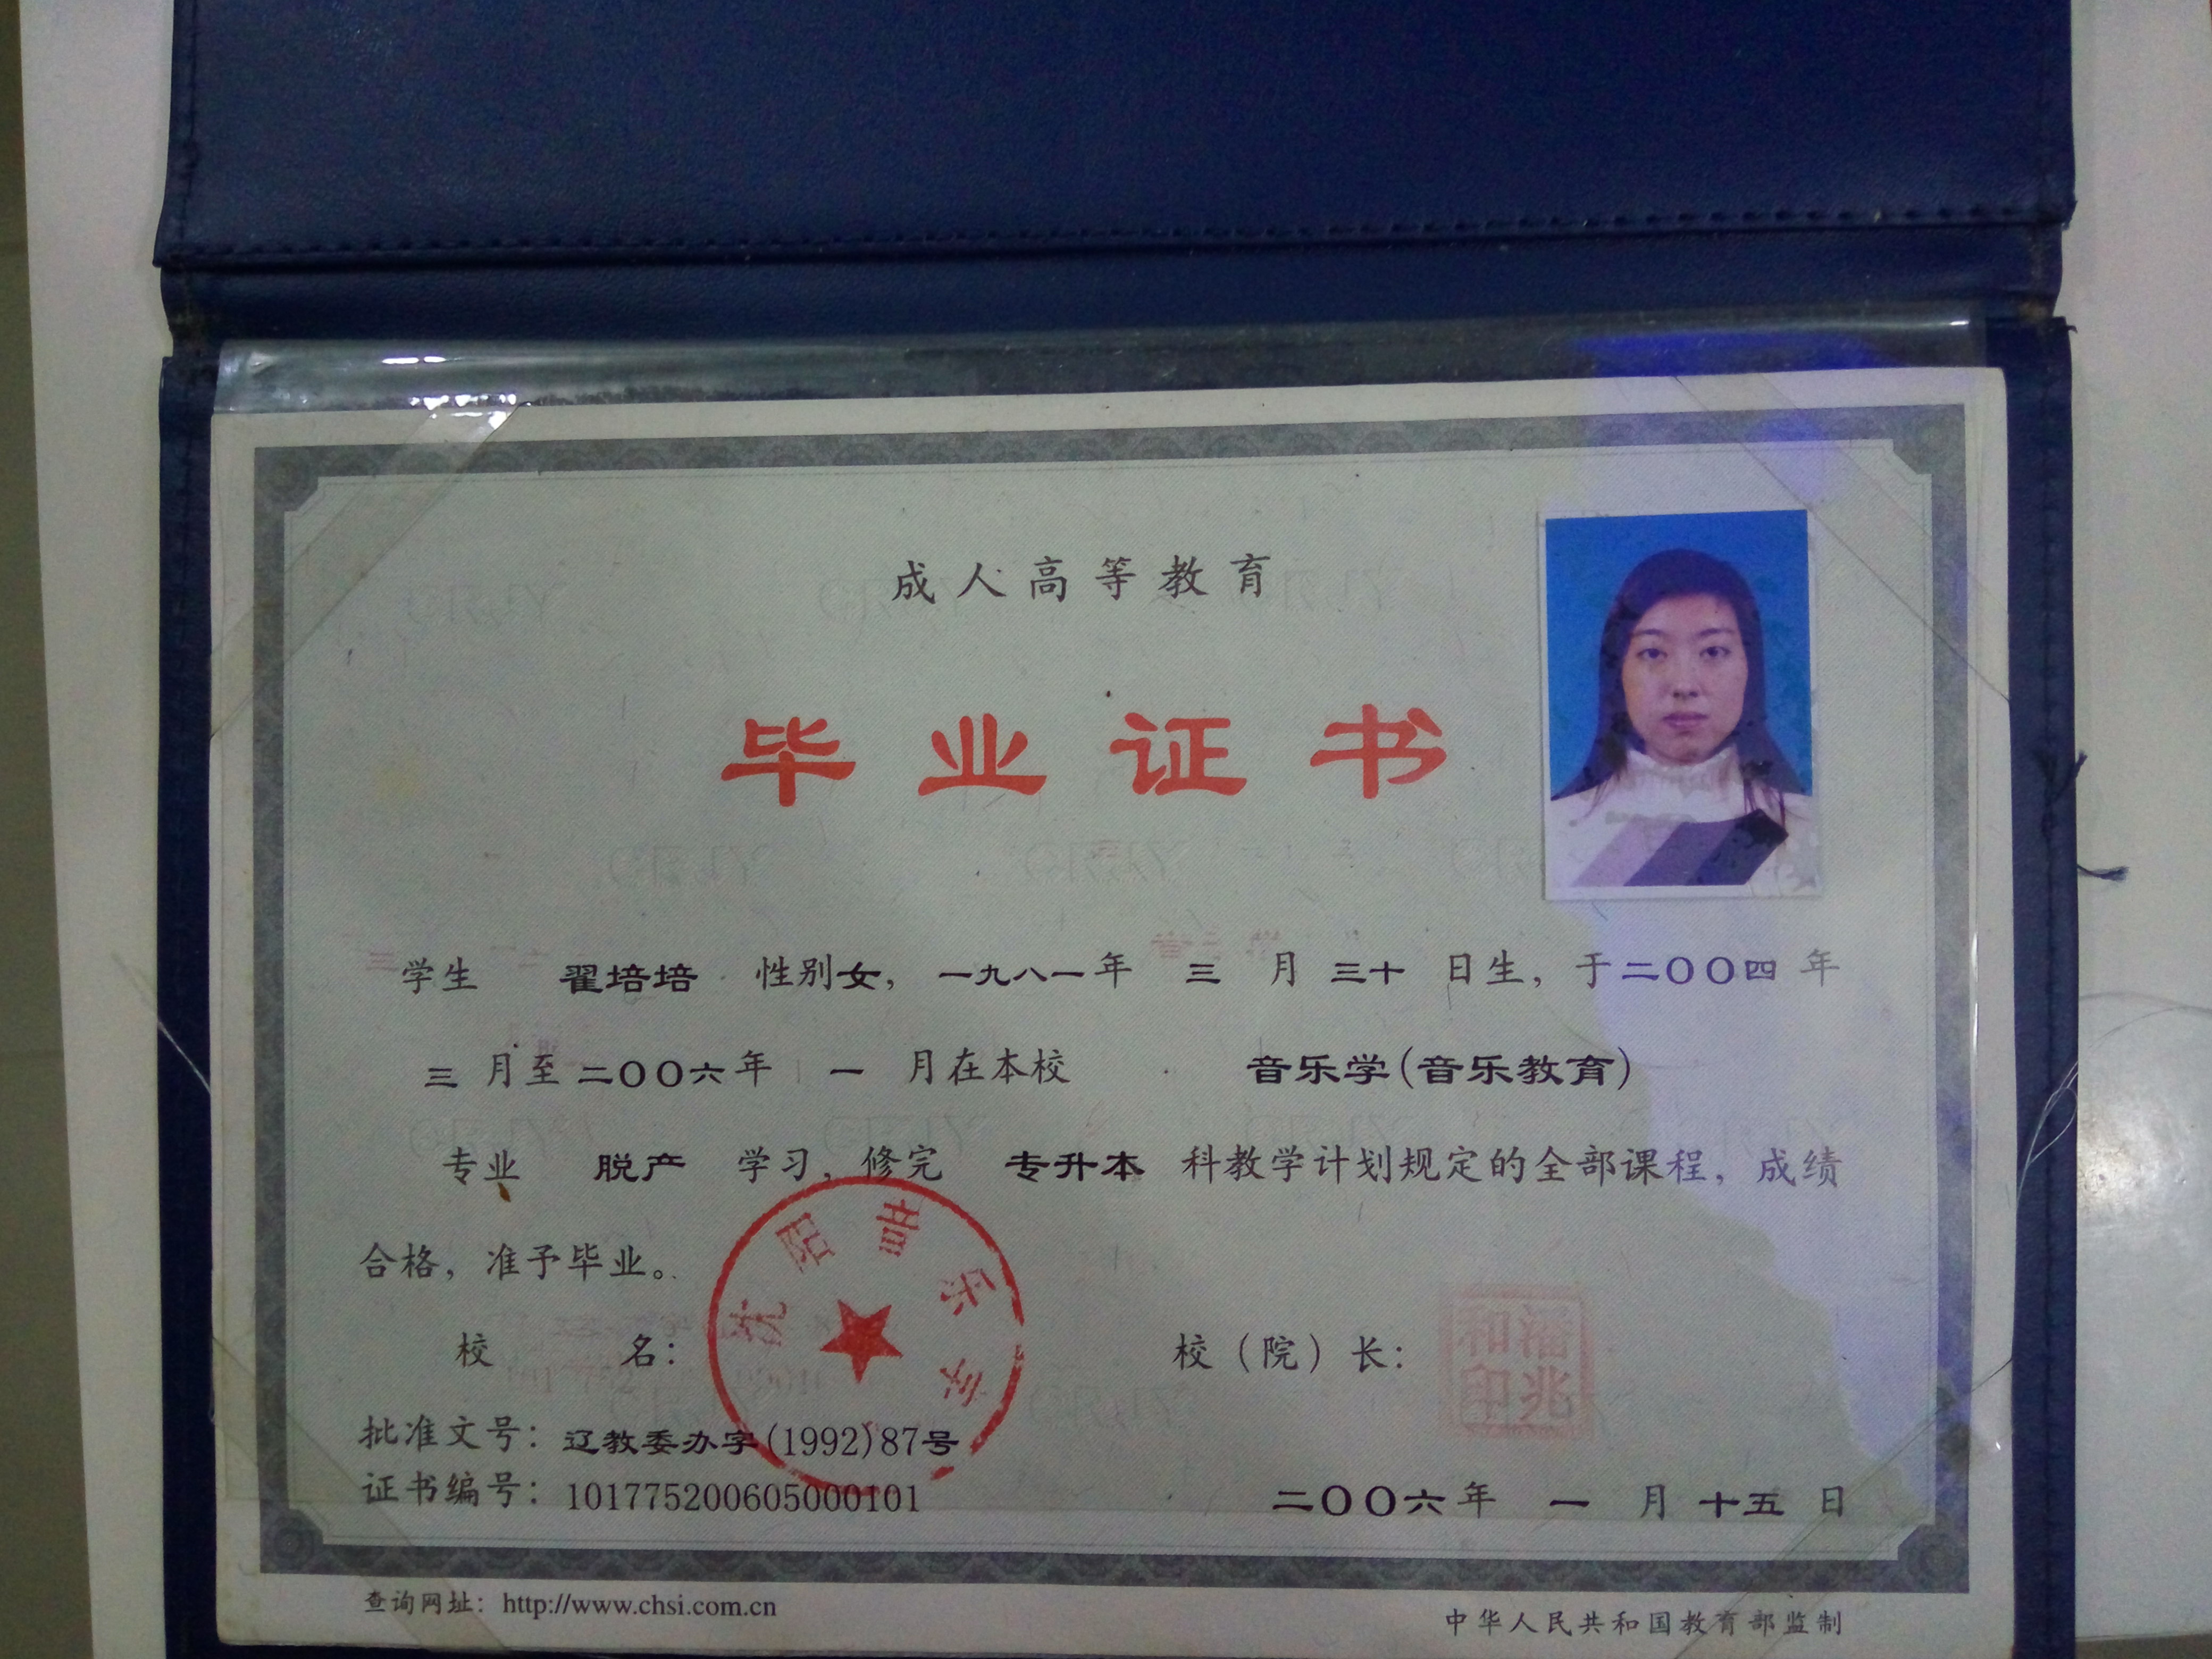 成人高等教育
毕业证书
学生 翟培培 性别女， 一九八一年 三 月 三十 日生，于二〇〇四 年
三 月至 二〇〇六年 一 月在本校 音乐学(音乐教育)
专业 脱产 学习，修完 专升本 科教学计划规定的全部课程，成绩
合格，准予毕业。
校 名： 沈阳音乐学
校（院）长： 潘兆和印
批准文号：辽教委办字(1992)87号
证书编号：101775200605000101
二〇〇六年 一 月 十五 日
查询网址：http://www.chsi.com.cn
中华人民共和国教育部监制